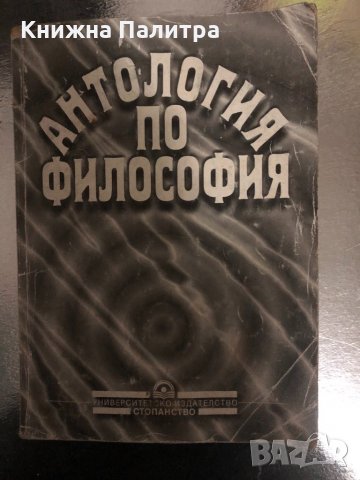 Книжна Палитра
АНТОЛОГИЯ
ПО
ФИЛОСОФИЯ
УНИВЕРСИТЕТСКО ИЗДАТЕЛСТВО
СТОПАНСТВО
BAZAR